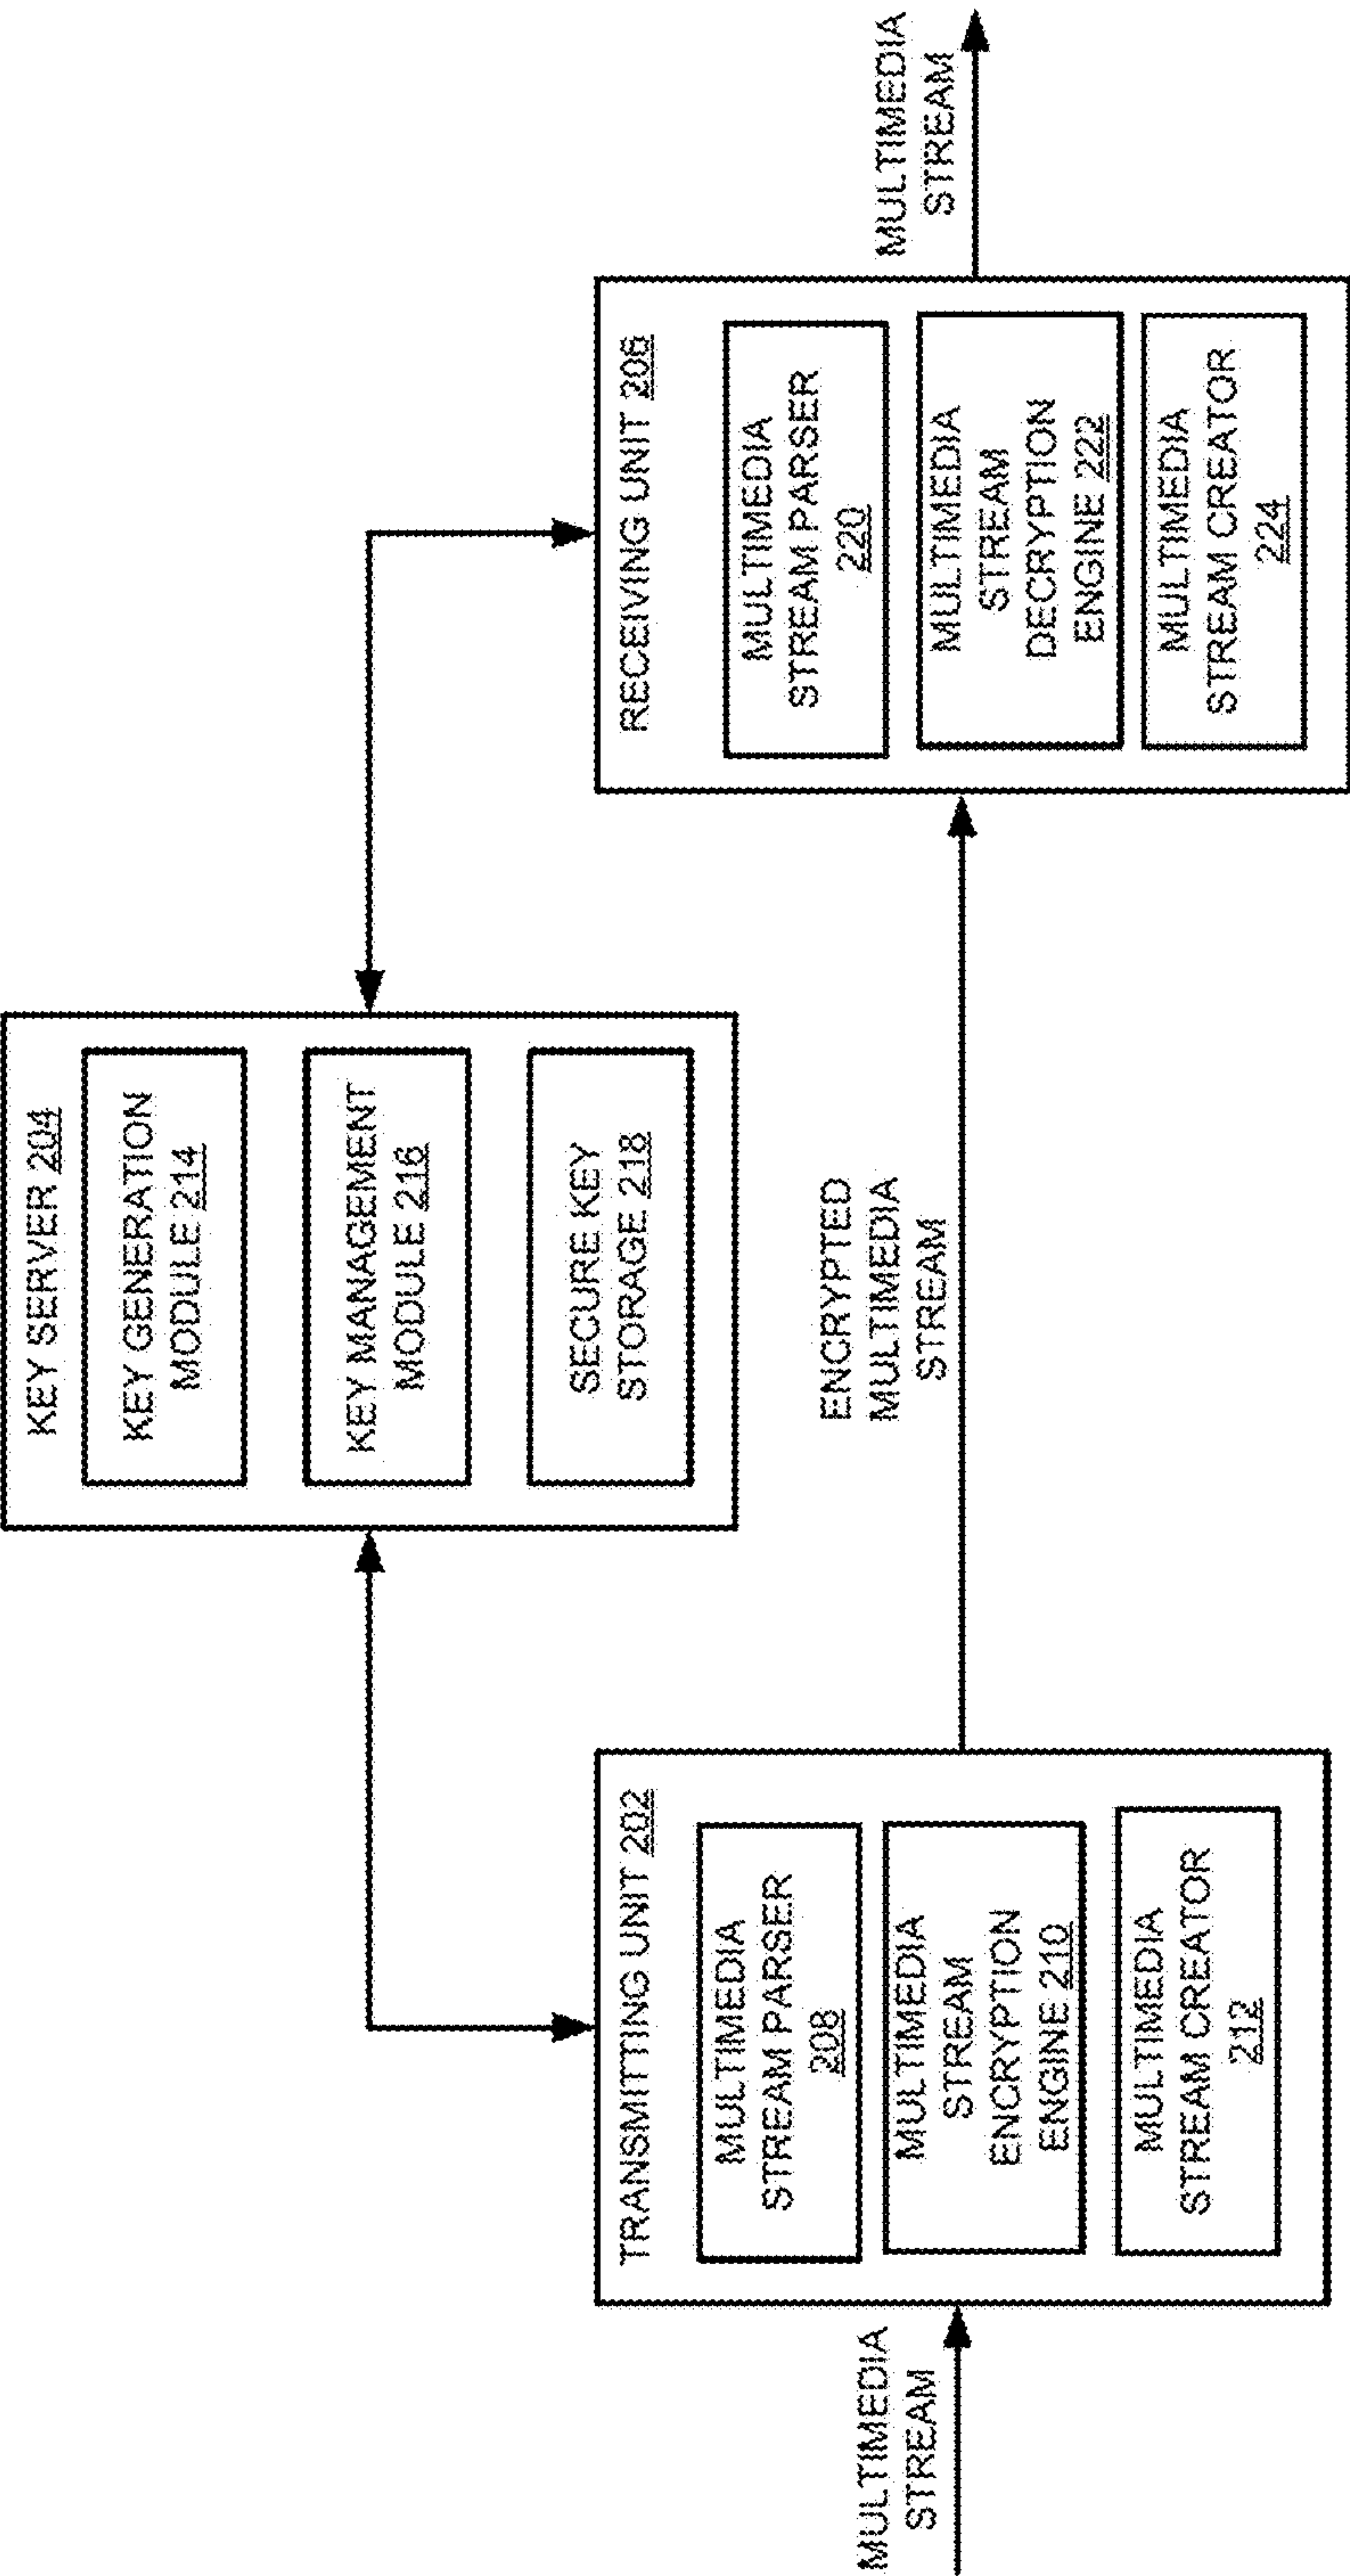 KEY SERVER 204
KEY GENERATION
MODULE 214
KEY MANAGEMENT
MODULE 216
SECURE KEY
STORAGE 218
MULTIMEDIA
STREAM
TRANSMITTING UNIT 202
MULTIMEDIA
STREAM PARSER
208
MULTIMEDIA
STREAM
ENCRYPTION
ENGINE 210
MULTIMEDIA
STREAM CREATOR
212
ENCRYPTED
MULTIMEDIA
STREAM
RECEIVING UNIT 206
MULTIMEDIA
STREAM PARSER
220
MULTIMEDIA
STREAM
DECRYPTION
ENGINE 222
MULTIMEDIA
STREAM CREATOR
224
MULTIMEDIA
STREAM